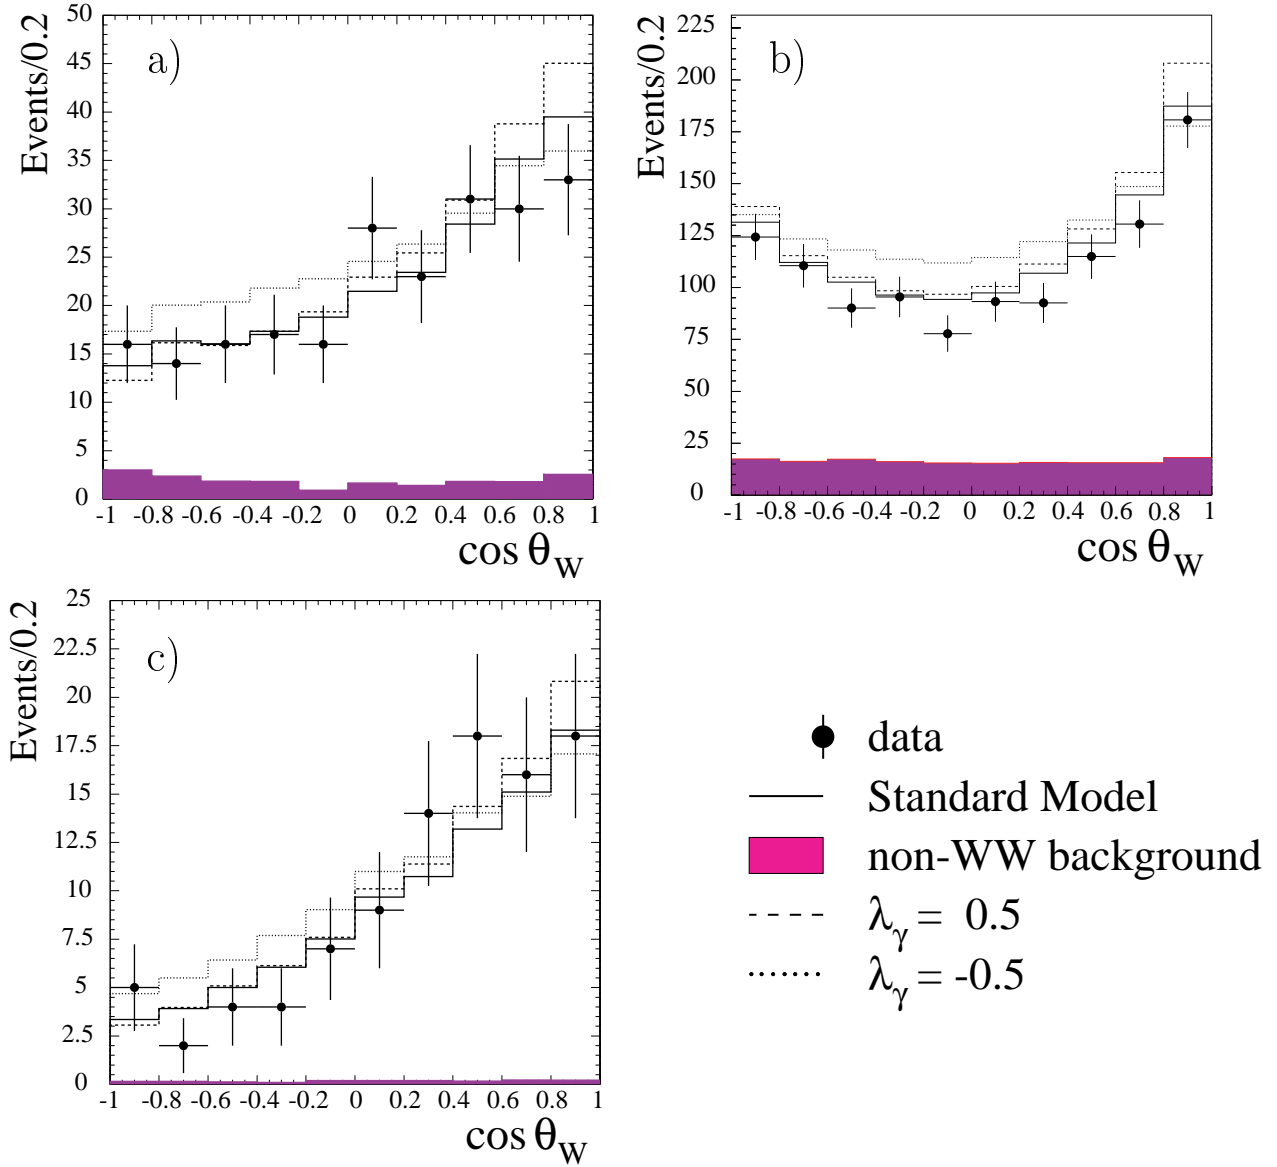 Events/0.2
a)
50
45
40
35
30
25
20
15
10
5
0
-1 -0.8 -0.6 -0.4 -0.2 0 0.2 0.4 0.6 0.8 1
cos θW
Events/0.2
b)
225
200
175
150
125
100
75
50
25
0
-1 -0.8 -0.6 -0.4 -0.2 0 0.2 0.4 0.6 0.8 1
cos θW
Events/0.2
c)
25
22.5
20
17.5
15
12.5
10
7.5
5
2.5
0
-1 -0.8 -0.6 -0.4 -0.2 0 0.2 0.4 0.6 0.8 1
cos θW
data
Standard Model
non-WW background
λγ = 0.5
λγ = -0.5